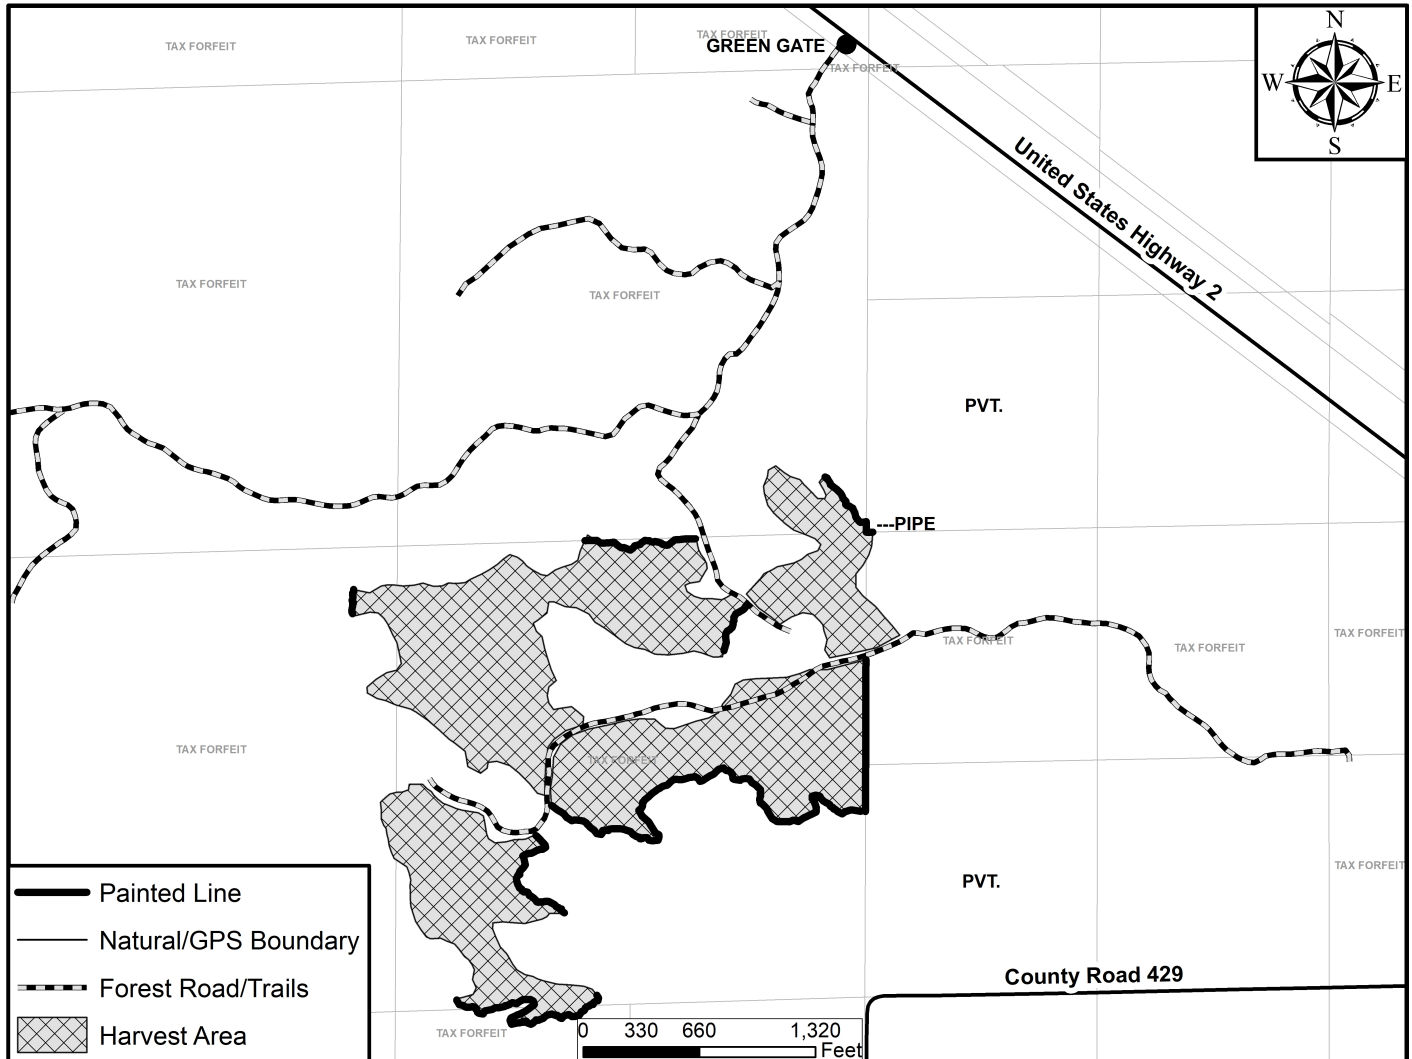 N
TAX FORFEIT
TAX FORFEIT
TAX FORFEIT
GREEN GATE
TAX FORFEIT
W
E
S
United States Highway 2
TAX FORFEIT
TAX FORFEIT
PVT.
---PIPE
TAX FORFEIT
TAX FORFEIT
TAX FORFEIT
TAX FORFEIT
TAX FORFEIT
TAX FORFEIT
PVT.
Painted Line
Natural/GPS Boundary
County Road 429
Forest Road/Trails
Harvest Area
TAX FORFEIT
0 330 660 1,320
Feet